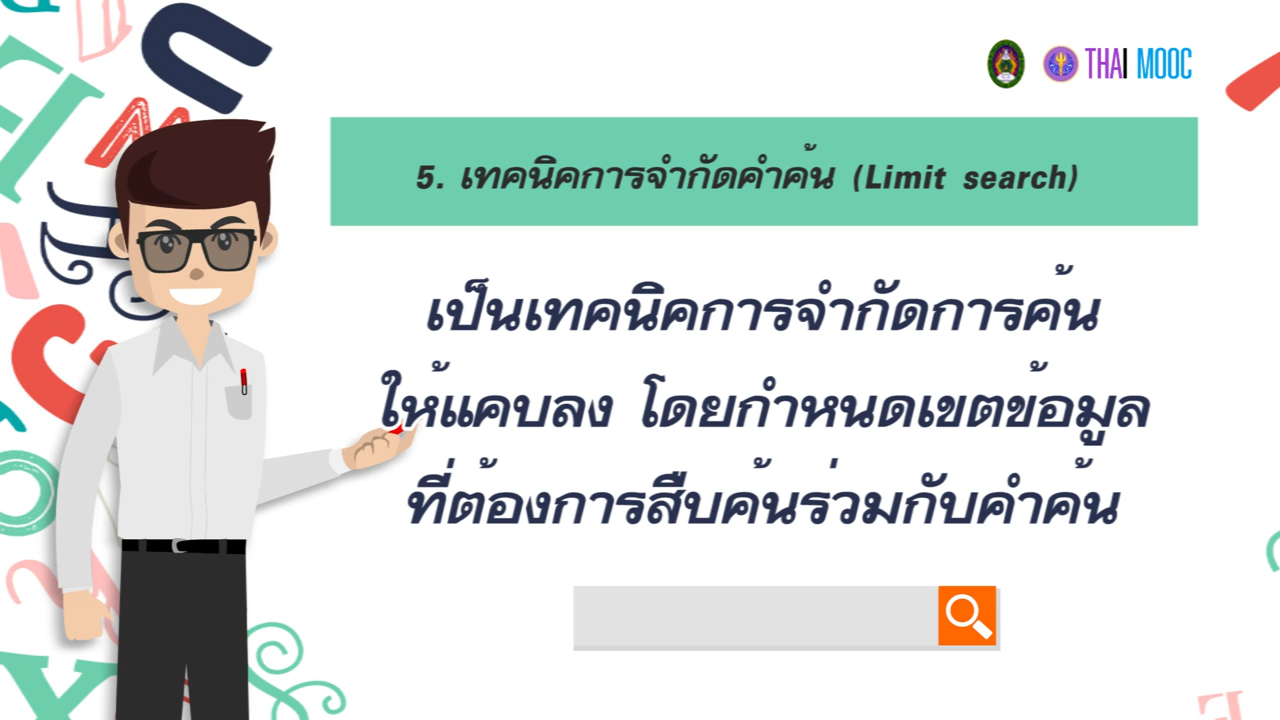 THAI MOOC
5. เทคนิคการจำกัดคำค้น (Limit search)
เป็นเทคนิคการจำกัดการค้น
ให้แคบลง โดยกำหนดเขตข้อมูล
ที่ต้องการสืบค้นร่วมกับคำค้น